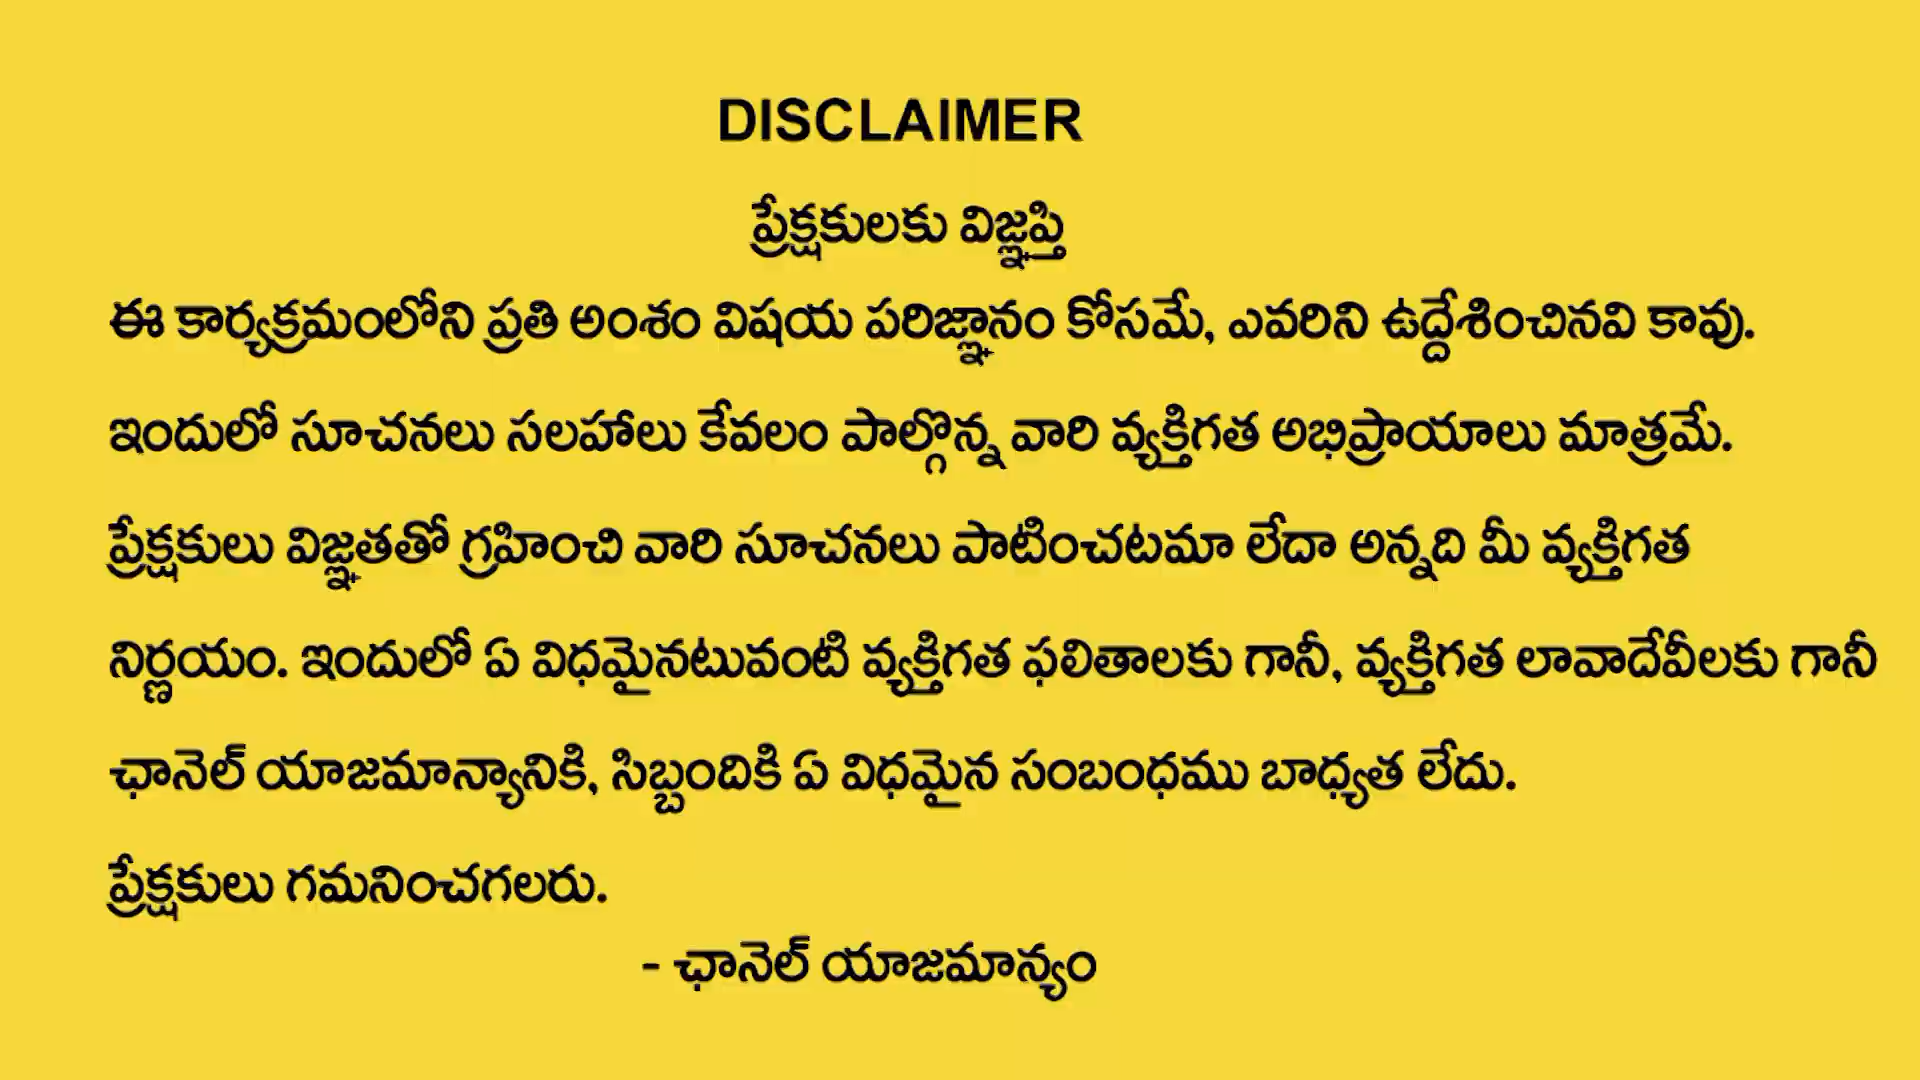 DISCLAIMER
ప్రేక్షకులకు విజ్ఞప్తి
ఈ కార్యక్రమంలోని ప్రతి అంశం విషయ పరిజ్ఞానం కోసమే, ఎవరిని ఉద్దేశించినవి కావు.
ఇందులో సూచనలు సలహాలు కేవలం పాల్గొన్న వారి వ్యక్తిగత అభిప్రాయాలు మాత్రమే.
ప్రేక్షకులు విజ్ఞతతో గ్రహించి వారి సూచనలు పాటించటమా లేదా అన్నది మీ వ్యక్తిగత
నిర్ణయం. ఇందులో ఏ విధమైనటువంటి వ్యక్తిగత ఫలితాలకు గానీ, వ్యక్తిగత లావాదేవీలకు గానీ
ఛానెల్ యాజమాన్యానికి, సిబ్బందికి ఏ విధమైన సంబంధము బాధ్యత లేదు.
ప్రేక్షకులు గమనించగలరు.
- ఛానెల్ యాజమాన్యం